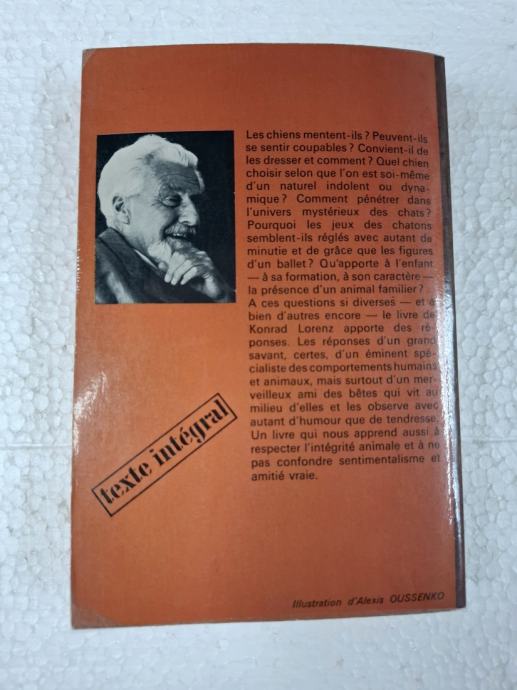 Les chiens mentent-ils ? Peuvent-ils
se sentir coupables ? Convient-il de
les dresser et comment ? Quel chien
choisir selon que l'on est soi-même
d'un naturel indolent ou dyna-
mique ? Comment pénétrer dans
l'univers mystérieux des chats ?
Pourquoi les jeux des chatons
semblent-ils réglés avec autant de
minutie et de grâce que les figures
d'un ballet ? Qu'apporte à l'enfant
— à sa formation, à son caractère —
la présence d'un animal familier ?
A ces questions si diverses — et à
bien d'autres encore — le livre de
Konrad Lorenz apporte des ré-
ponses. Les réponses d'un grand
savant, certes, d'un éminent spé-
cialiste des comportements humains
et animaux, mais surtout d'un mer-
veilleux ami des bêtes qui vit au
milieu d'elles et les observe avec
autant d'humour que de tendresse.
Un livre qui nous apprend aussi à
respecter l'intégrité animale et à ne
pas confondre sentimentalisme et
amitié vraie.
texte intégral
Illustration d'Alexis OUSSENKO